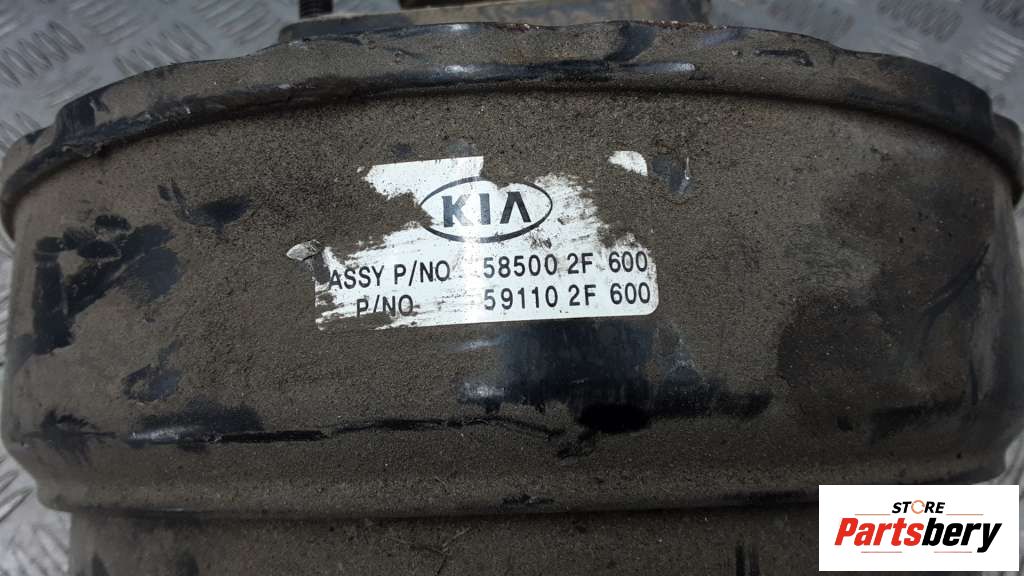 KIA
ASSY P/NO 58500 2F 600
P/NO 59110 2F 600
STORE
Partsbery